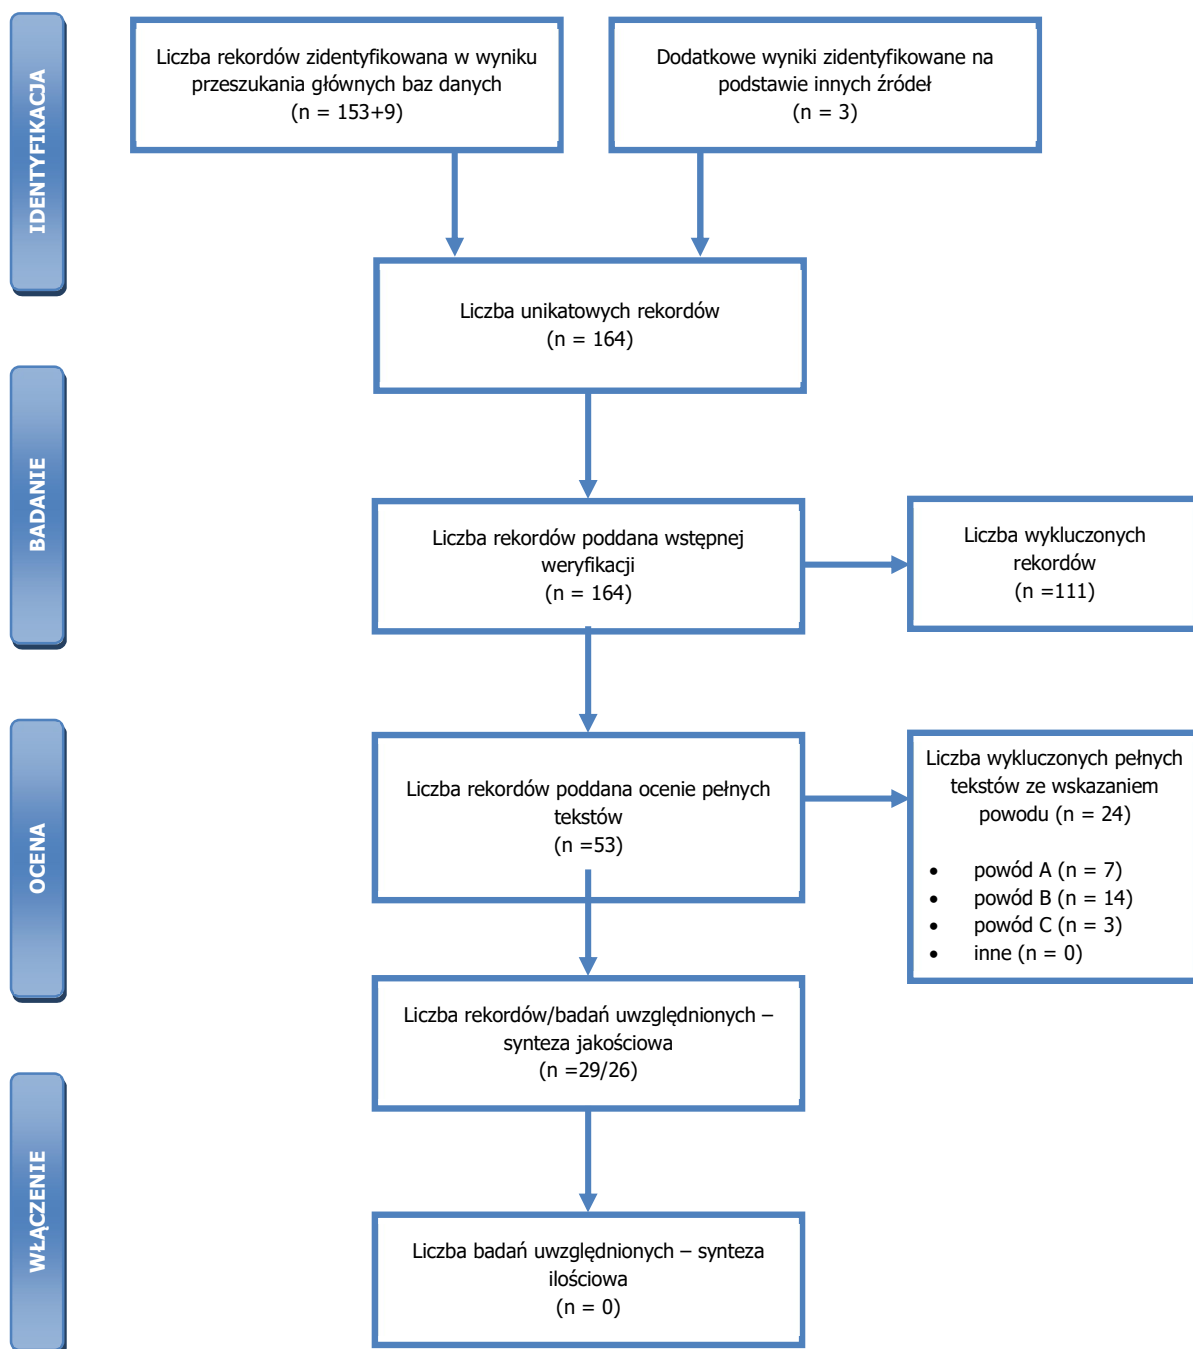 IDENTYFIKACJA
Liczba rekordów zidentyfikowana w wyniku
przeszukania głównych baz danych
(n = 153+9)
Dodatkowe wyniki zidentyfikowane na
podstawie innych źródeł
(n = 3)
Liczba unikatowych rekordów
(n = 164)
BADANIE
Liczba rekordów poddana wstępnej
weryfikacji
(n = 164)
Liczba wykluczonych
rekordów
(n =111)
OCENA
Liczba rekordów poddana ocenie pełnych
tekstów
(n =53)
Liczba wykluczonych pełnych
tekstów ze wskazaniem
powodu (n = 24)
• powód A (n = 7)
• powód B (n = 14)
• powód C (n = 3)
• inne (n = 0)
Liczba rekordów/badań uwzględnionych –
synteza jakościowa
(n =29/26)
WŁĄCZENIE
Liczba badań uwzględnionych – synteza
ilościowa
(n = 0)